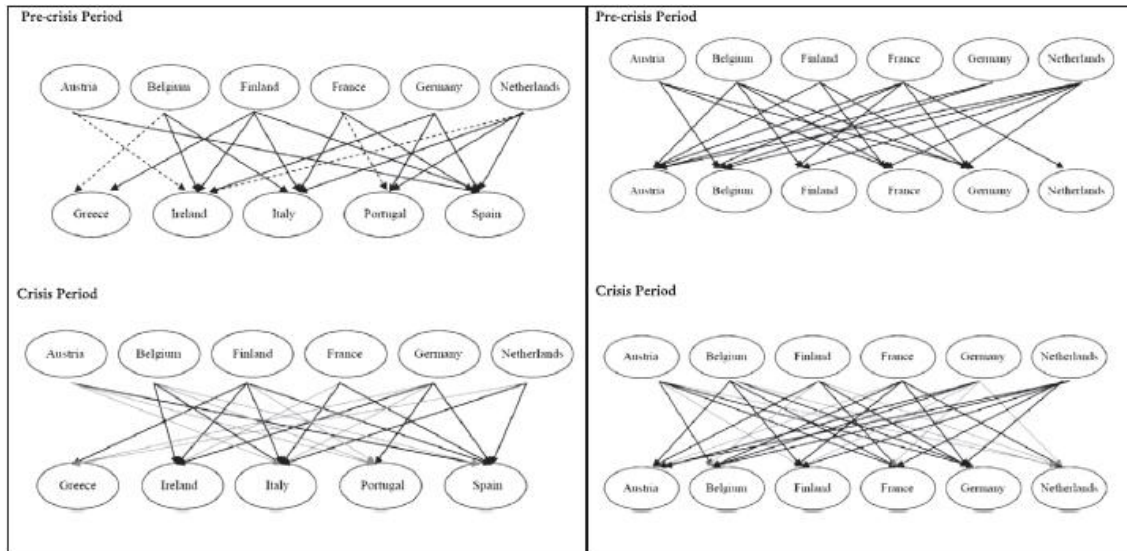 Pre-crisis Period
Austria Belgium Finland France Germany Netherlands
Greece Ireland Italy Portugal Spain
Crisis Period
Austria Belgium Finland France Germany Netherlands
Greece Ireland Italy Portugal Spain
Pre-crisis Period
Austria Belgium Finland France Germany Netherlands
Austria Belgium Finland France Germany Netherlands
Crisis Period
Austria Belgium Finland France Germany Netherlands
Austria Belgium Finland France Germany Netherlands